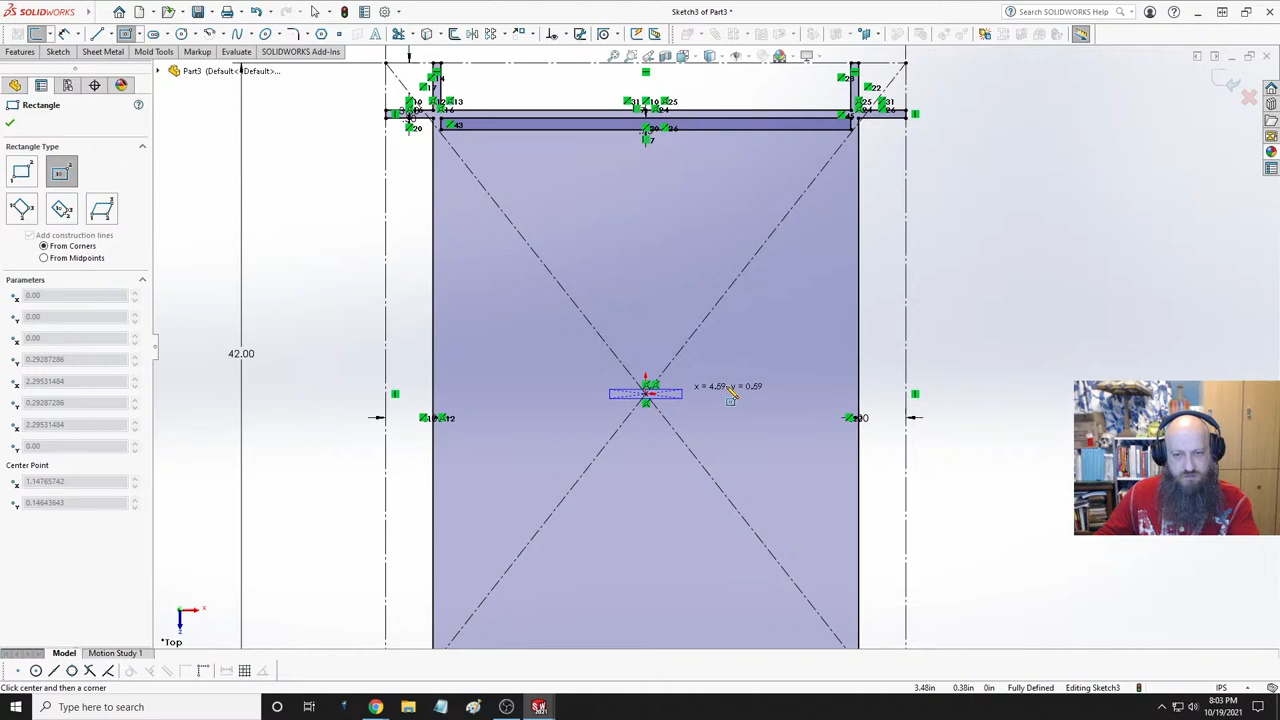 SOLIDWORKS
Sketch3 of Part3 *
Search SOLIDWORKS Help
Features Sketch Sheet Metal Mold Tools Markup Evaluate SOLIDWORKS Add-Ins
Part3 (Default<<Default>...
Rectangle
Rectangle Type
Add construction lines
From Corners
From Midpoints
Parameters
0.00
0.00
0.00
0.29287286
2.29531484
0.29287286
2.29531484
0.00
Center Point
1.14765742
0.14643643
42.00
x = 4.59, y = 0.59
*Top
Model Motion Study 1
Click center and then a corner
3.48in 0.38in 0in Fully Defined Editing Sketch3 IPS
Type here to search
8:03 PM
10/19/2021